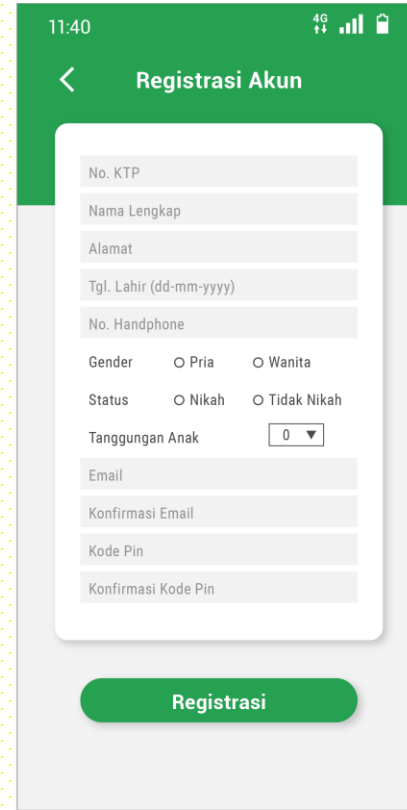 11:40 4G
Registrasi Akun
No. KTP
Nama Lengkap
Alamat
Tgl. Lahir (dd-mm-yyyy)
No. Handphone
Gender Pria Wanita
Status Nikah Tidak Nikah
Tanggungan Anak 0
Email
Konfirmasi Email
Kode Pin
Konfirmasi Kode Pin
Registrasi